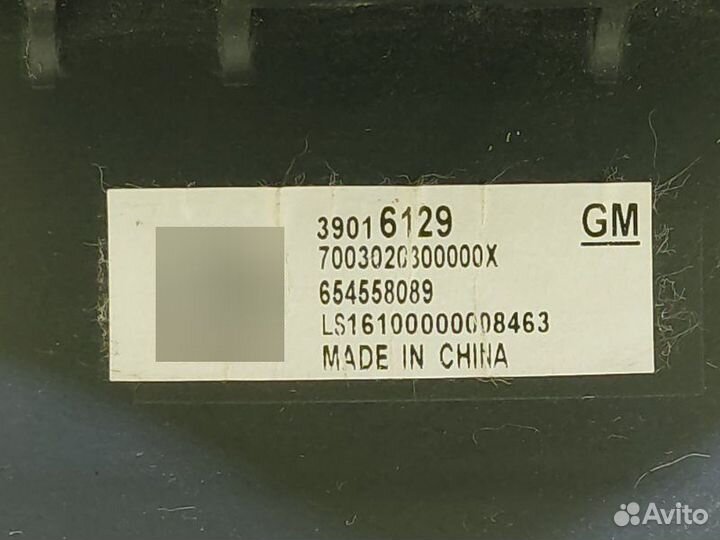 39016129
GM
7003020300000X
654558089
LS16100000008463
MADE IN CHINA
Avito